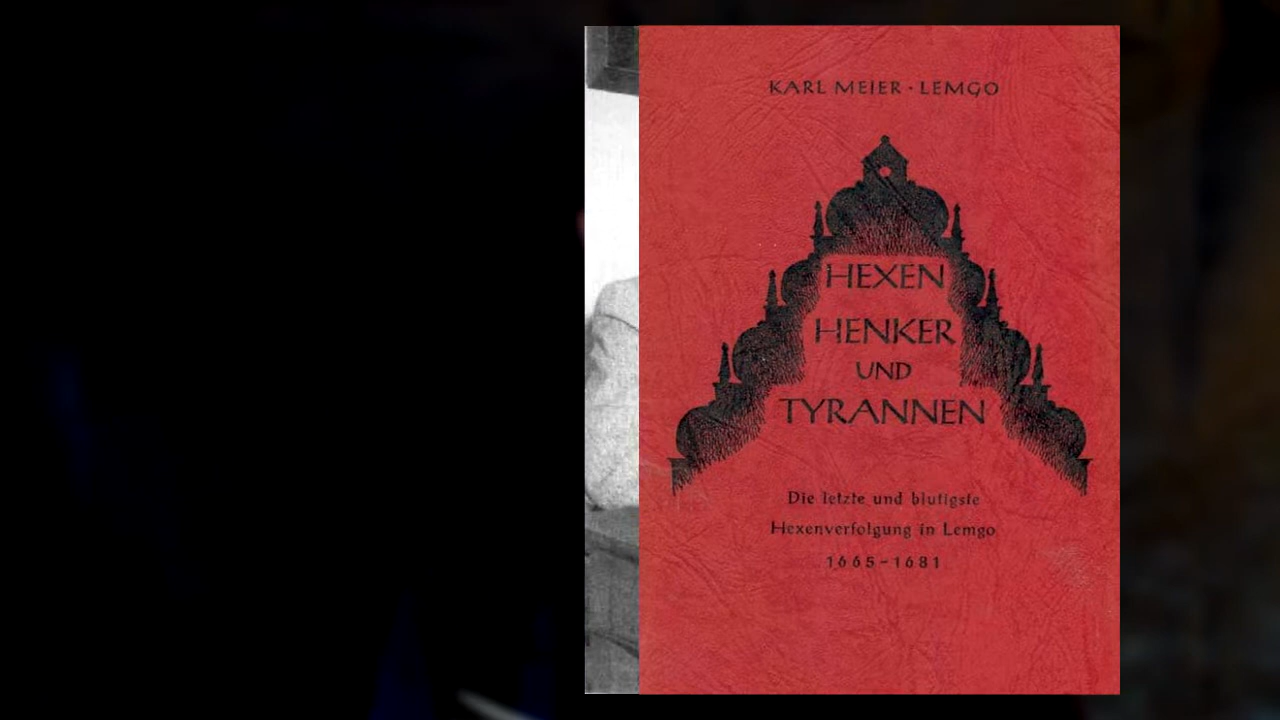 KARL MEIER · LEMGO
HEXEN
HENKER
UND
TYRANNEN
Die letzte und blutigste
Hexenverfolgung in Lemgo
1665-1681